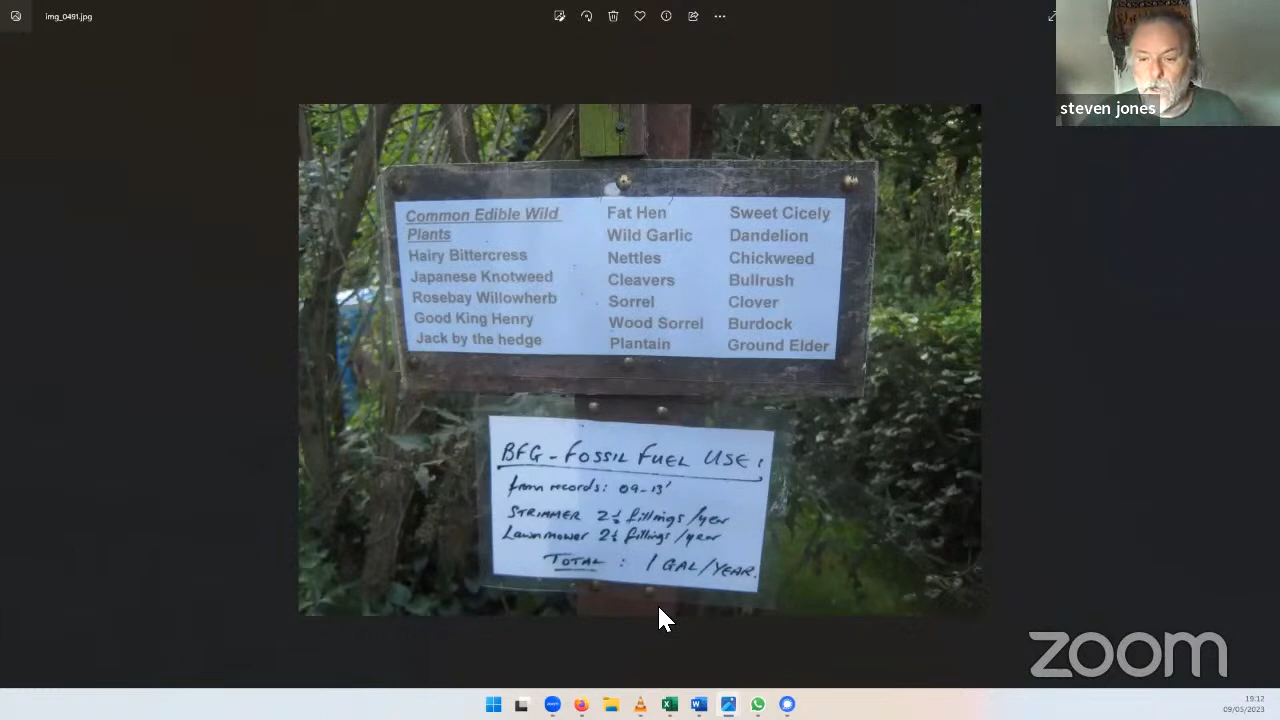 img_0491.jpg
steven jones
Common Edible Wild
Plants
Hairy Bittercress
Japanese Knotweed
Rosebay Willowherb
Good King Henry
Jack by the hedge
Fat Hen
Wild Garlic
Nettles
Cleavers
Sorrel
Wood Sorrel
Plantain
Sweet Cicely
Dandelion
Chickweed
Bullrush
Clover
Burdock
Ground Elder
BFG - FOSSIL FUEL USE:
from records: 09-13'
STRIMMER 2½ fillings/year
Lawnmower 2½ fillings/year
TOTAL : 1 GAL/YEAR.
zoom
19:12
09/05/2023